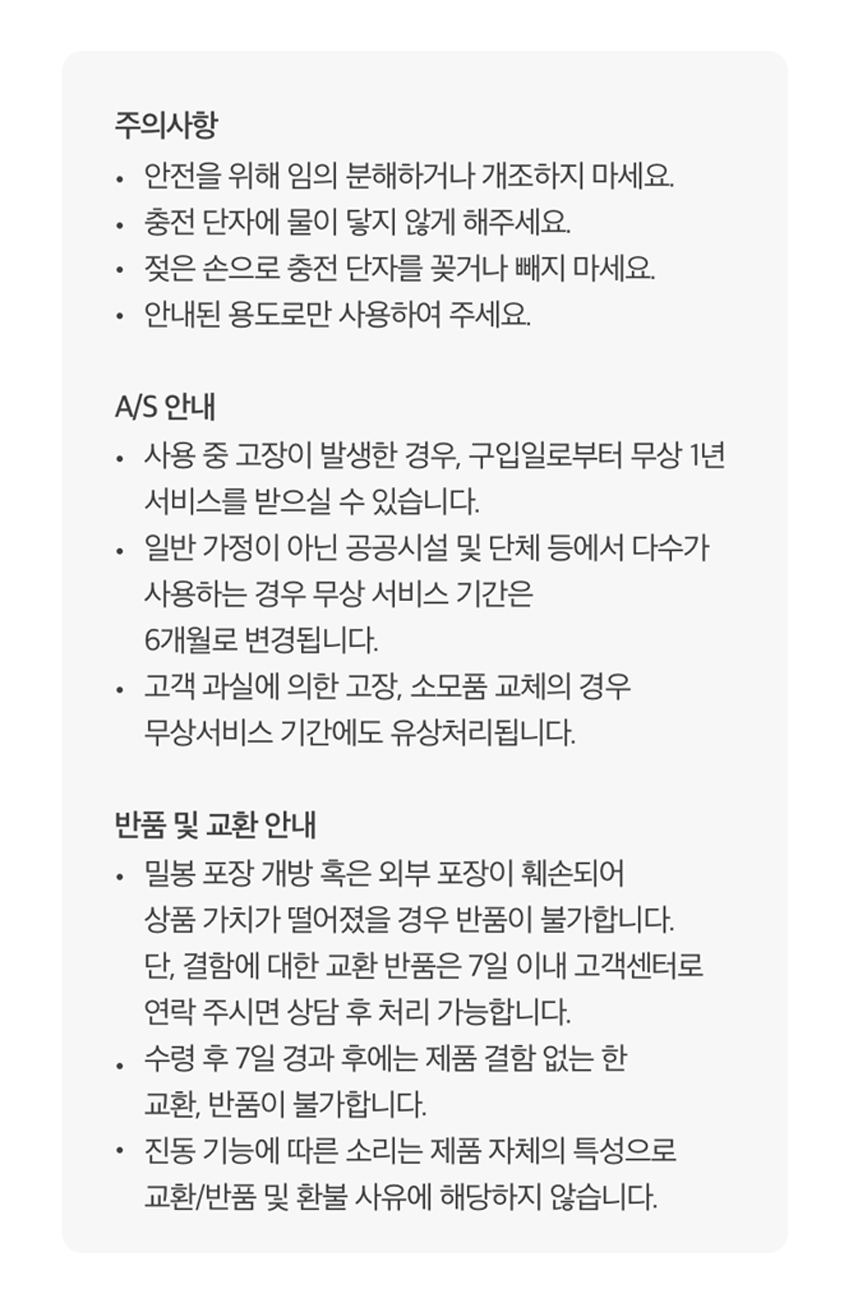 주의사항
• 안전을 위해 임의 분해하거나 개조하지 마세요.
• 충전 단자에 물이 닿지 않게 해주세요.
• 젖은 손으로 충전 단자를 꽂거나 빼지 마세요.
• 안내된 용도로만 사용하여 주세요.
A/S 안내
• 사용 중 고장이 발생한 경우, 구입일로부터 무상 1년
서비스를 받으실 수 있습니다.
• 일반 가정이 아닌 공공시설 및 단체 등에서 다수가
사용하는 경우 무상 서비스 기간은
6개월로 변경됩니다.
• 고객 과실에 의한 고장, 소모품 교체의 경우
무상서비스 기간에도 유상처리됩니다.
반품 및 교환 안내
• 밀봉 포장 개방 혹은 외부 포장이 훼손되어
상품 가치가 떨어졌을 경우 반품이 불가합니다.
단, 결함에 대한 교환 반품은 7일 이내 고객센터로
연락 주시면 상담 후 처리 가능합니다.
• 수령 후 7일 경과 후에는 제품 결함 없는 한
교환, 반품이 불가합니다.
• 진동 기능에 따른 소리는 제품 자체의 특성으로
교환/반품 및 환불 사유에 해당하지 않습니다.